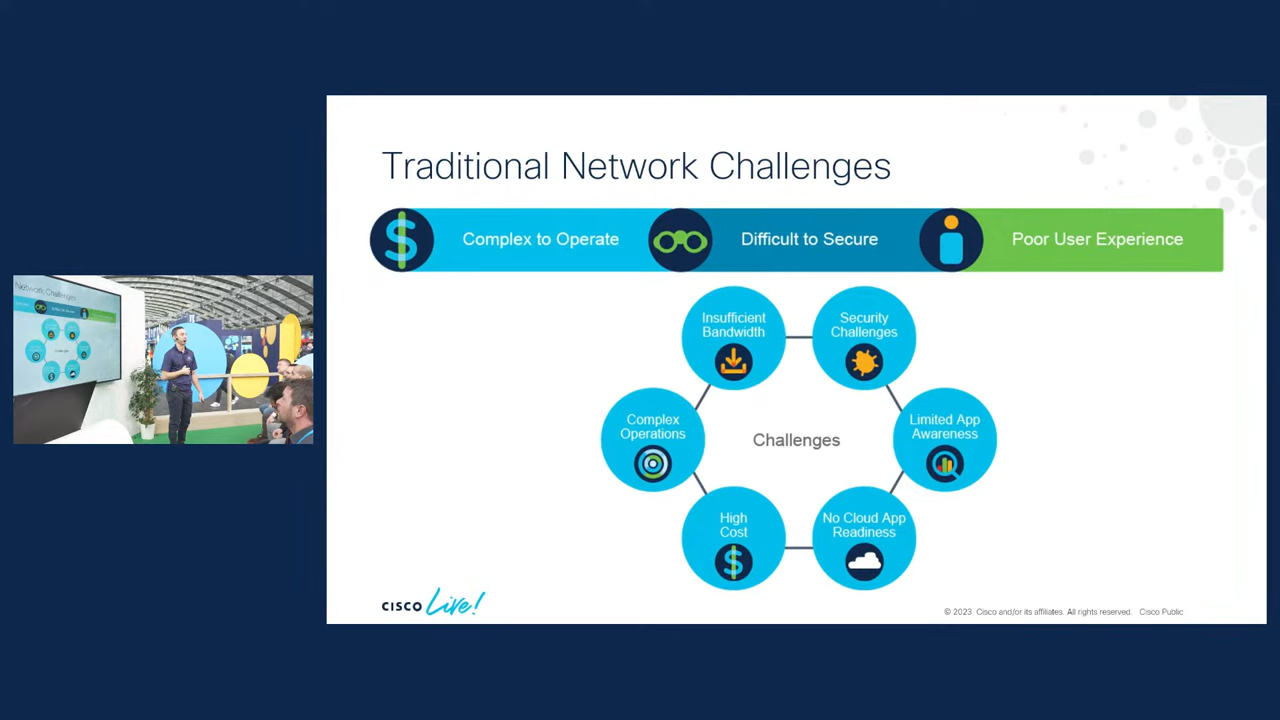 Traditional Network Challenges
Complex to Operate
Difficult to Secure
Poor User Experience
Insufficient
Bandwidth
Security
Challenges
Complex
Operations
Challenges
Limited App
Awareness
High
Cost
No Cloud App
Readiness
CISCO Live!
© 2023 Cisco and/or its affiliates. All rights reserved. Cisco Public
Network Challenges